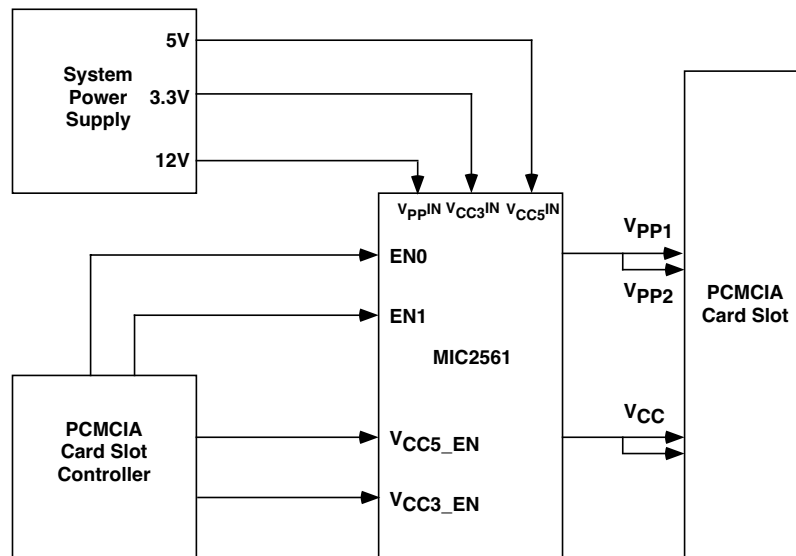 System
Power
Supply
5V
3.3V
12V
VPPIN VCC3IN VCC5IN
EN0
EN1
MIC2561
VCC5_EN
VCC3_EN
PCMCIA
Card Slot
Controller
VPP1
VPP2
VCC
PCMCIA
Card Slot